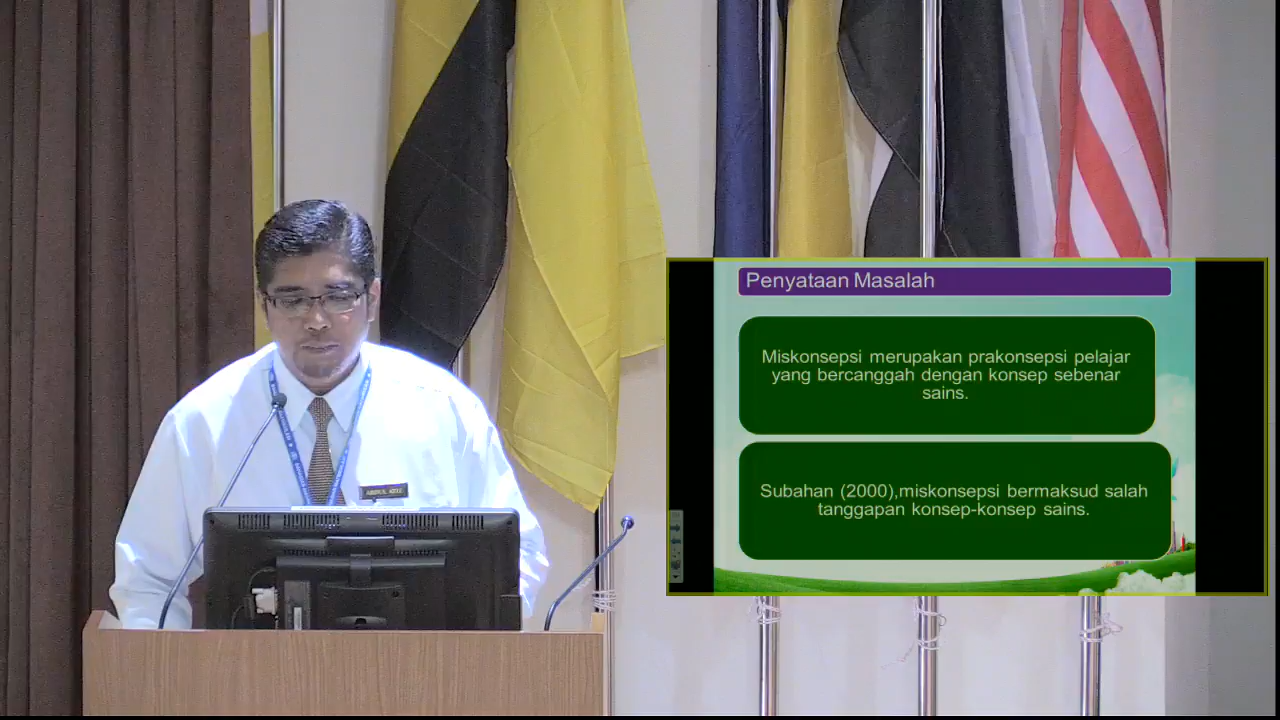 Penyataan Masalah
Miskonsepsi merupakan prakonsepsi pelajar
yang bercanggah dengan konsep sebenar
sains.
Subahan (2000),miskonsepsi bermaksud salah
tanggapan konsep-konsep sains.